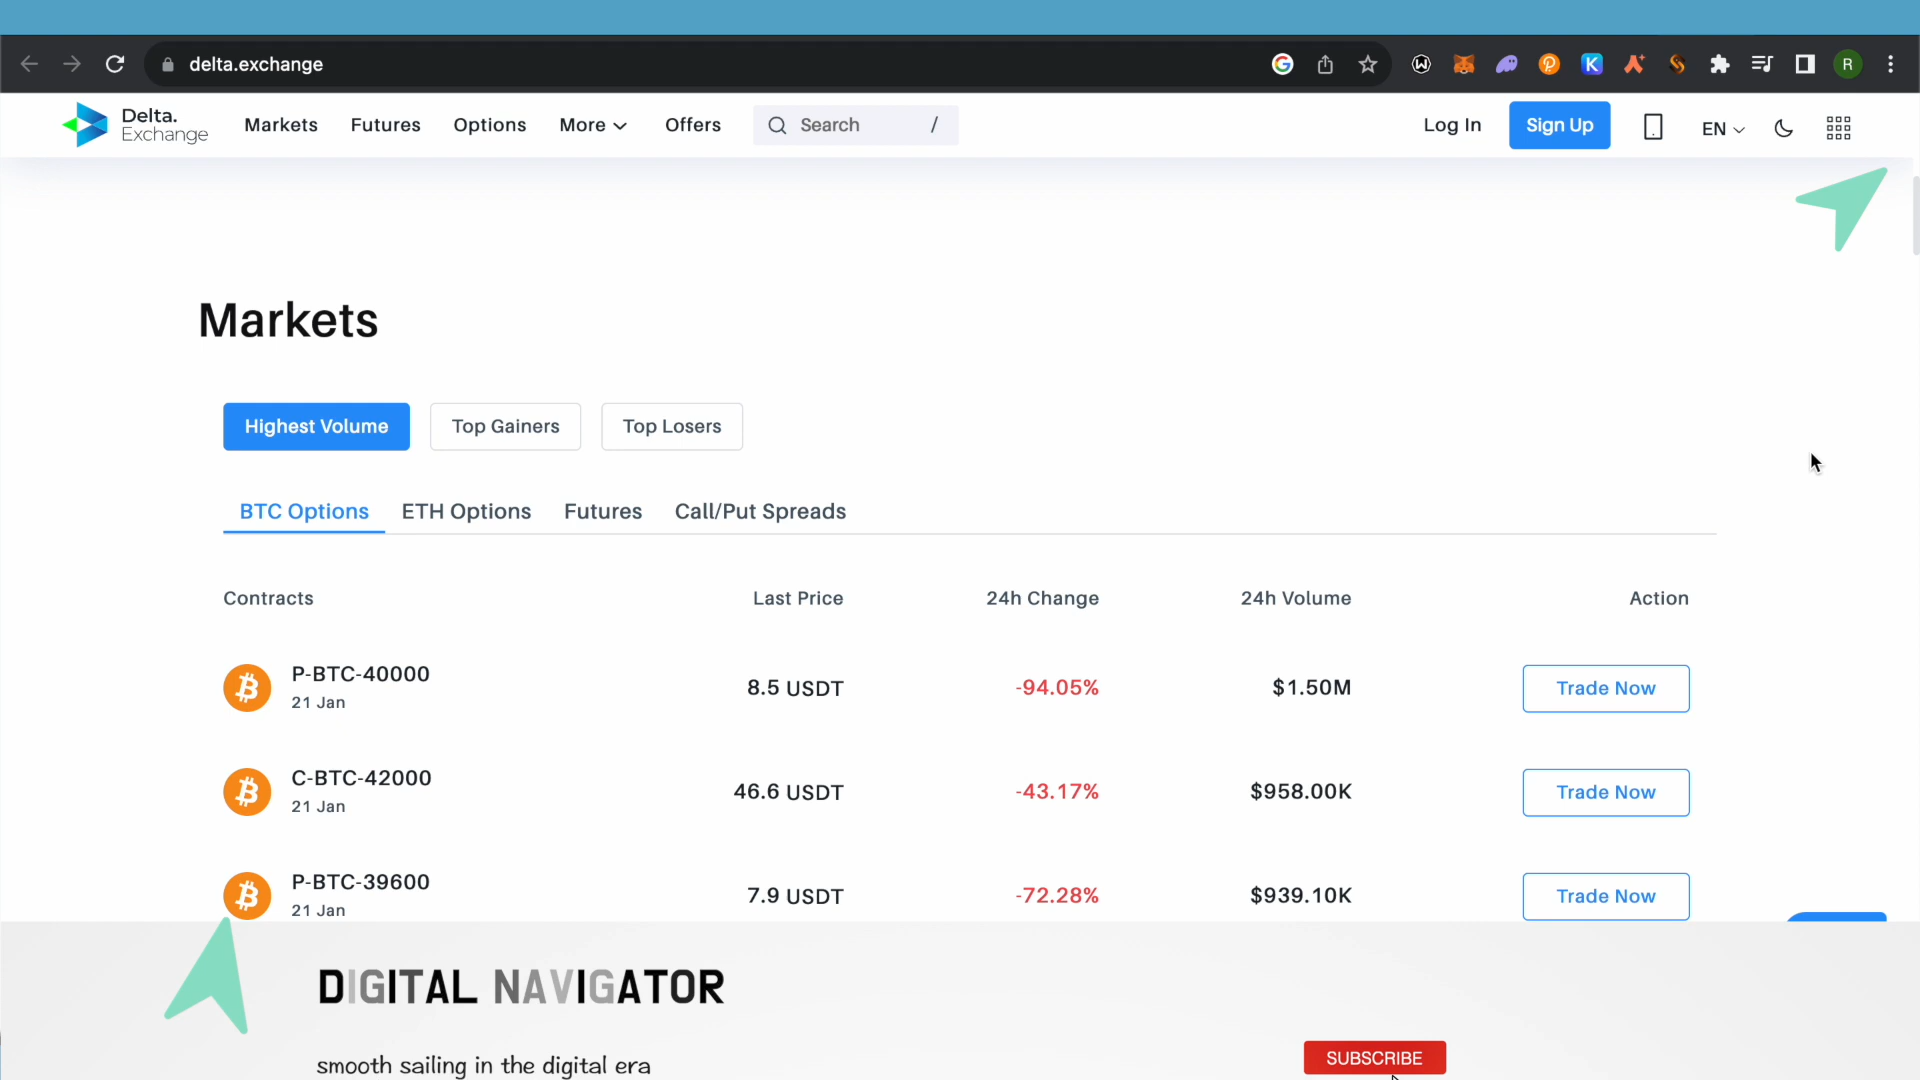 delta.exchange
R
Delta.
Exchange
Markets
Futures
Options
More
Offers
Search /
Log In
Sign Up
EN
Markets
Highest Volume
Top Gainers
Top Losers
BTC Options
ETH Options
Futures
Call/Put Spreads
Contracts Last Price 24h Change 24h Volume Action
P-BTC-40000
21 Jan
8.5 USDT -94.05% $1.50M Trade Now
C-BTC-42000
21 Jan
46.6 USDT -43.17% $958.00K Trade Now
P-BTC-39600
21 Jan
7.9 USDT -72.28% $939.10K Trade Now
DIGITAL NAVIGATOR
smooth sailing in the digital era
SUBSCRIBE